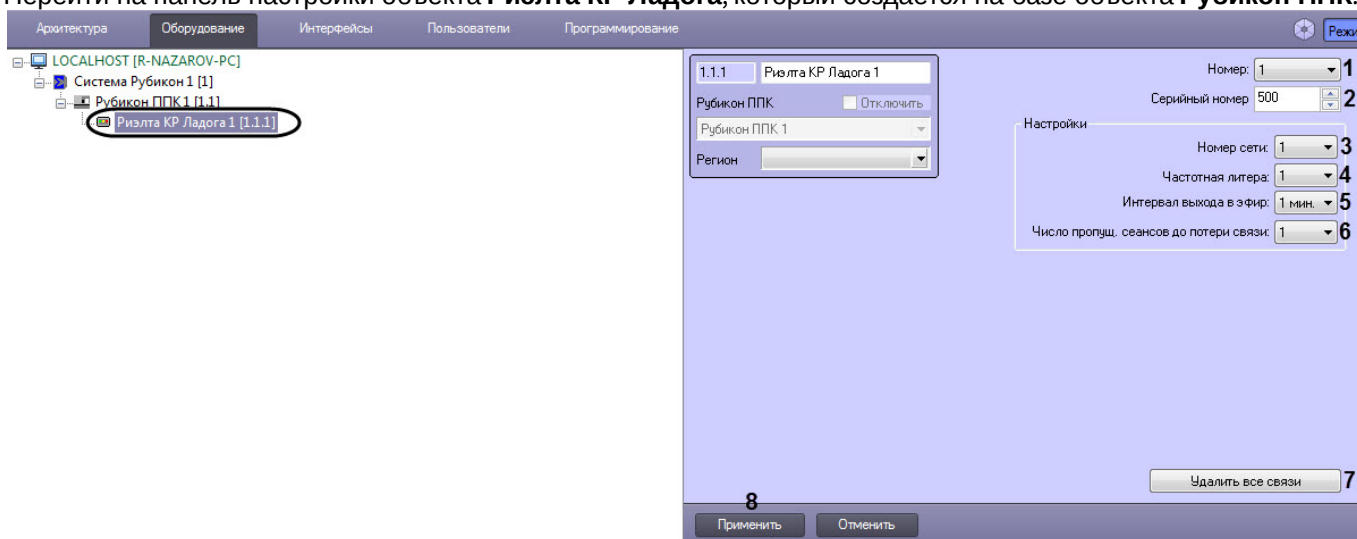 Перейти на панель настройки объекта Риэлта КР Ладога, который создается на базе объекта Рубикон ППК.
Архитектура Оборудование Интерфейсы Пользователи Программирование Режи
LOCALHOST [R-NAZAROV-PC]
Система Рубикон 1 [1]
Рубикон ППК 1 [1.1]
Риэлта КР Ладога 1 [1.1.1]
1.1.1 Риэлта КР Ладога 1
Рубикон ППК Отключить
Рубикон ППК 1
Регион
Номер: 1 1
Серийный номер 500 2
Настройки
Номер сети: 1 3
Частотная литера: 1 4
Интервал выхода в эфир: 1 мин. 5
Число пропущ. сеансов до потери связи: 1 6
Удалить все связи 7
8
Применить Отменить